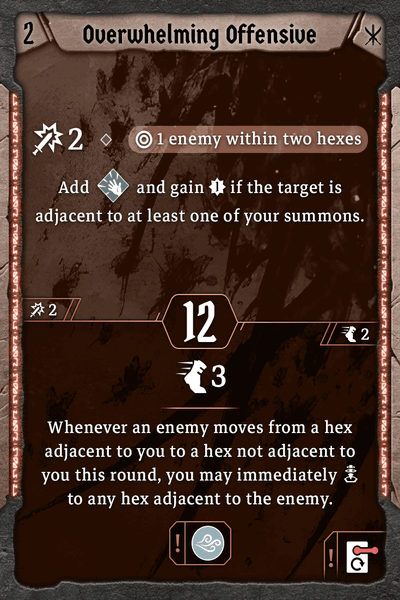 2 Overwhelming Offensive
2 1 enemy within two hexes
Add and gain if the target is
adjacent to at least one of your summons.
2
12
2
3
Whenever an enemy moves from a hex
adjacent to you to a hex not adjacent to
you this round, you may immediately
to any hex adjacent to the enemy.
! !